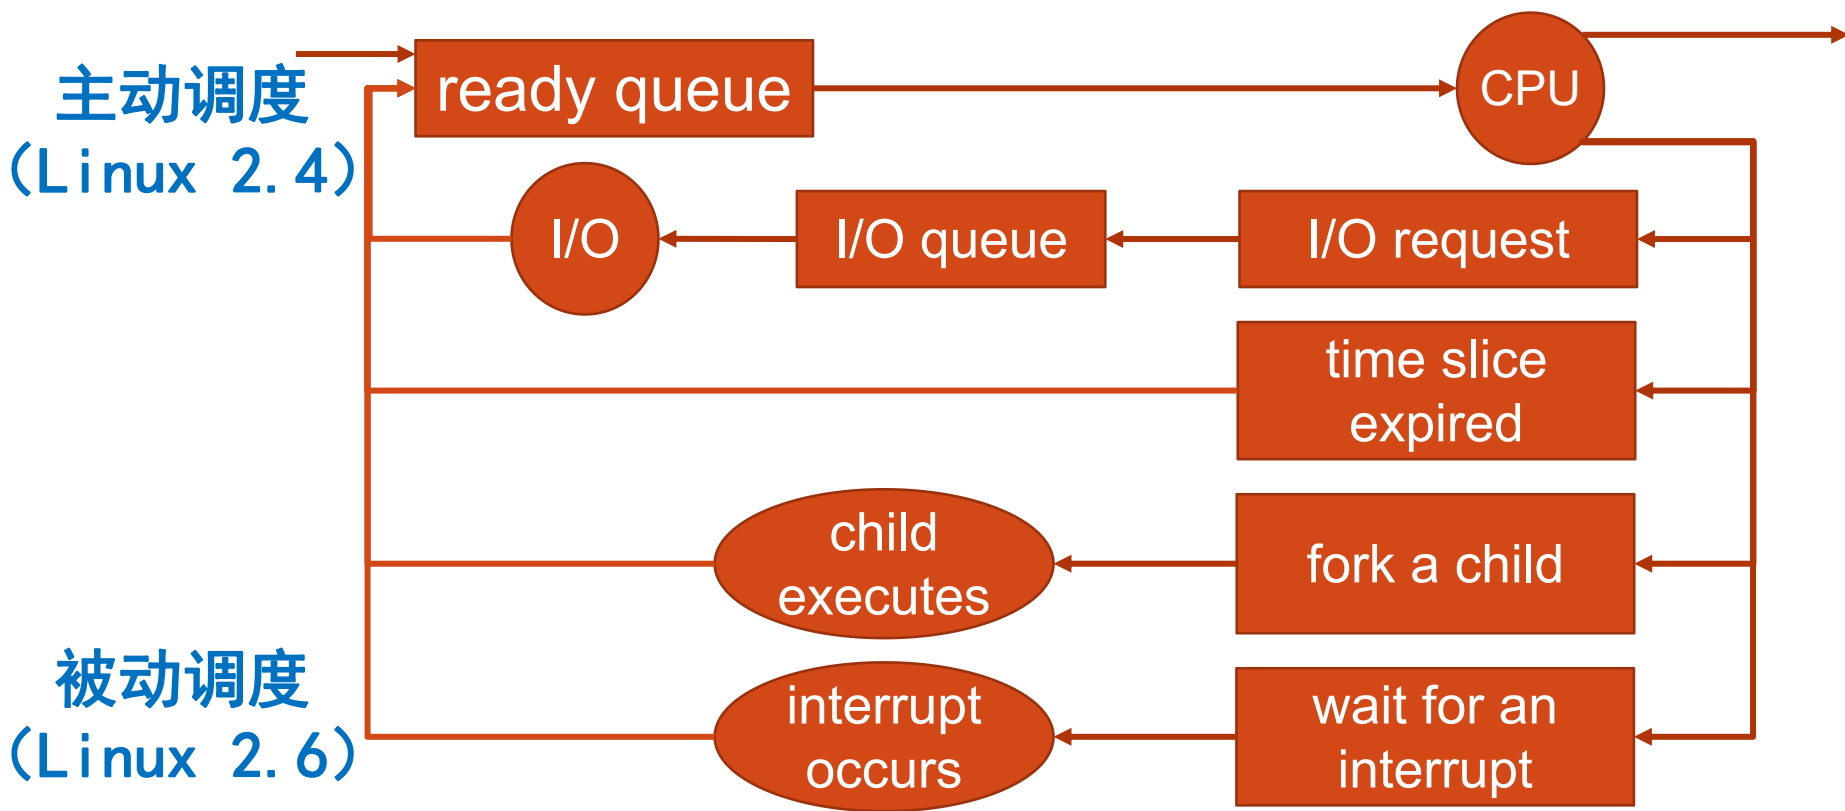 主动调度
(Linux 2.4)
ready queue
CPU
I/O
I/O queue
I/O request
time slice
expired
child
executes
fork a child
被动调度
(Linux 2.6)
interrupt
occurs
wait for an
interrupt